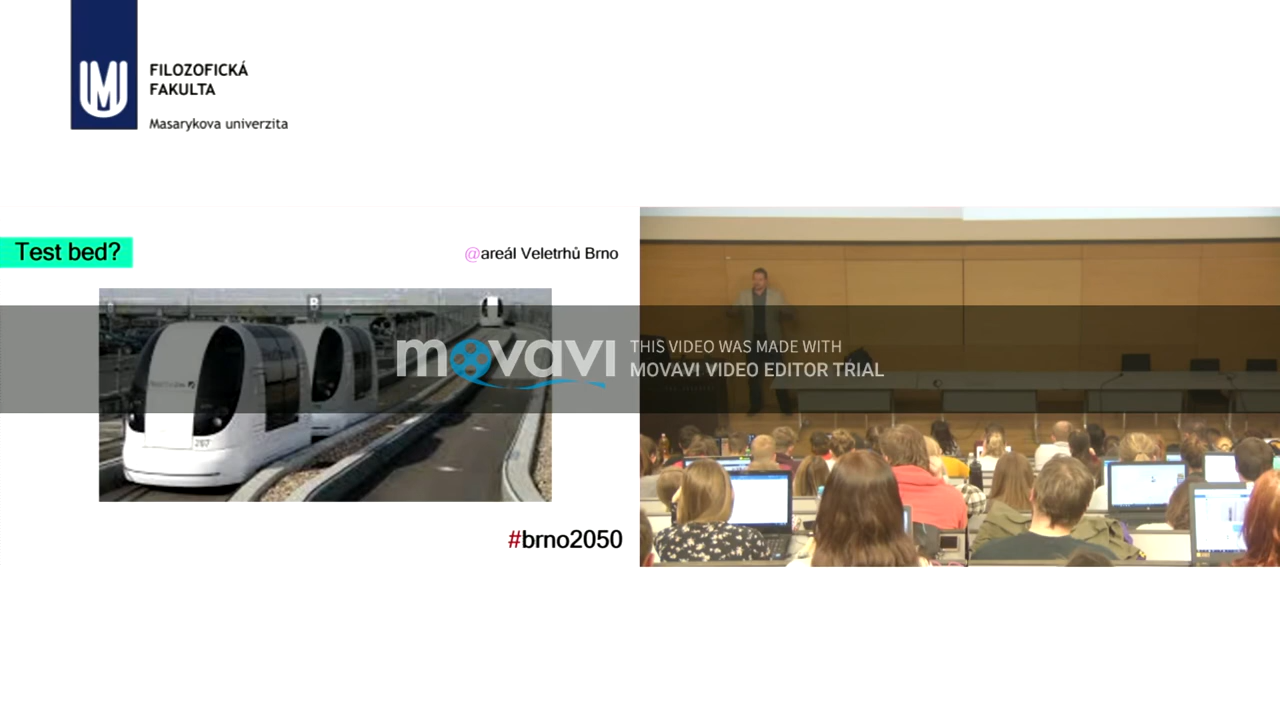 FILOZOFICKÁ
FAKULTA
Masarykova univerzita
Test bed?
@areál Veletrhů Brno
B
267
movavi
THIS VIDEO WAS MADE WITH
MOVAVI VIDEO EDITOR TRIAL
#brno2050